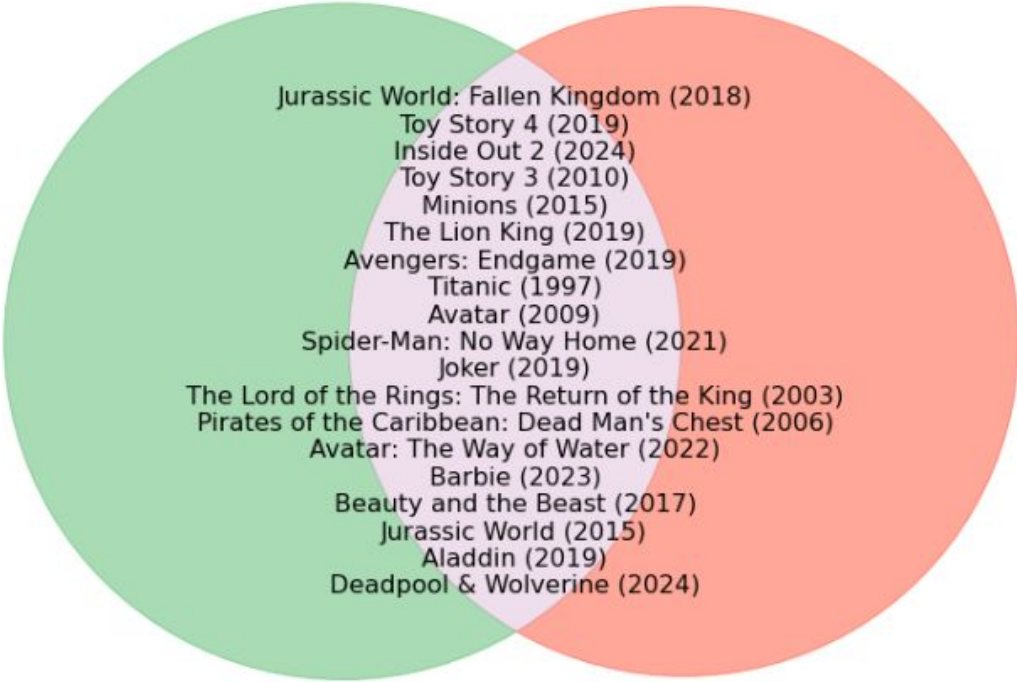 Jurassic World: Fallen Kingdom (2018)
Toy Story 4 (2019)
Inside Out 2 (2024)
Toy Story 3 (2010)
Minions (2015)
The Lion King (2019)
Avengers: Endgame (2019)
Titanic (1997)
Avatar (2009)
Spider-Man: No Way Home (2021)
Joker (2019)
The Lord of the Rings: The Return of the King (2003)
Pirates of the Caribbean: Dead Man's Chest (2006)
Avatar: The Way of Water (2022)
Barbie (2023)
Beauty and the Beast (2017)
Jurassic World (2015)
Aladdin (2019)
Deadpool & Wolverine (2024)